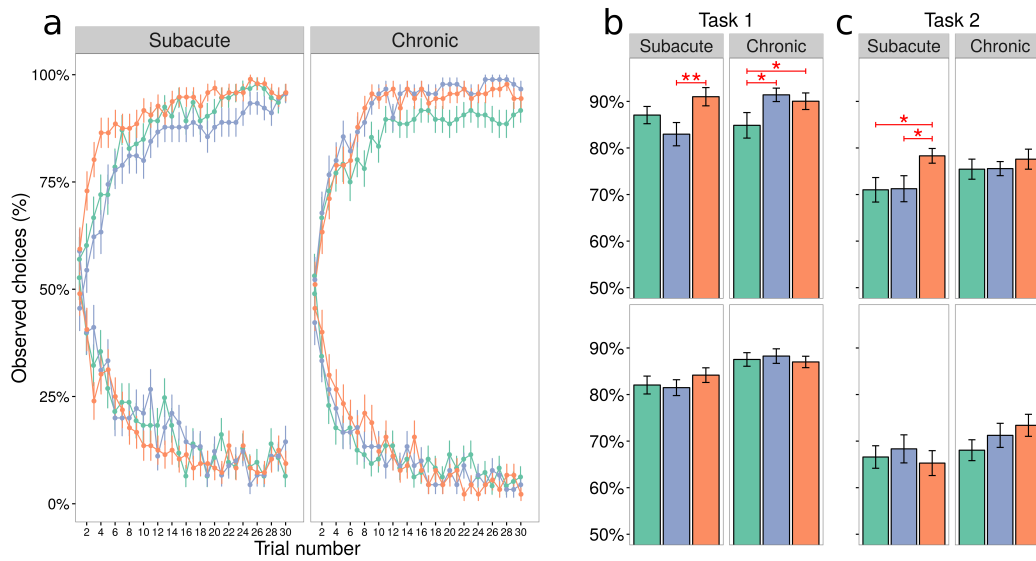 a
Subacute Chronic
100%
75%
50%
25%
0%
Observed choices (%)
2 4 6 8 10 12 14 16 18 20 22 24 26 28 30
2 4 6 8 10 12 14 16 18 20 22 24 26 28 30
Trial number
b
Task 1
Subacute Chronic
90%
80%
70%
60%
50%
** * *
90%
80%
70%
60%
50%
c
Task 2
Subacute Chronic
* *